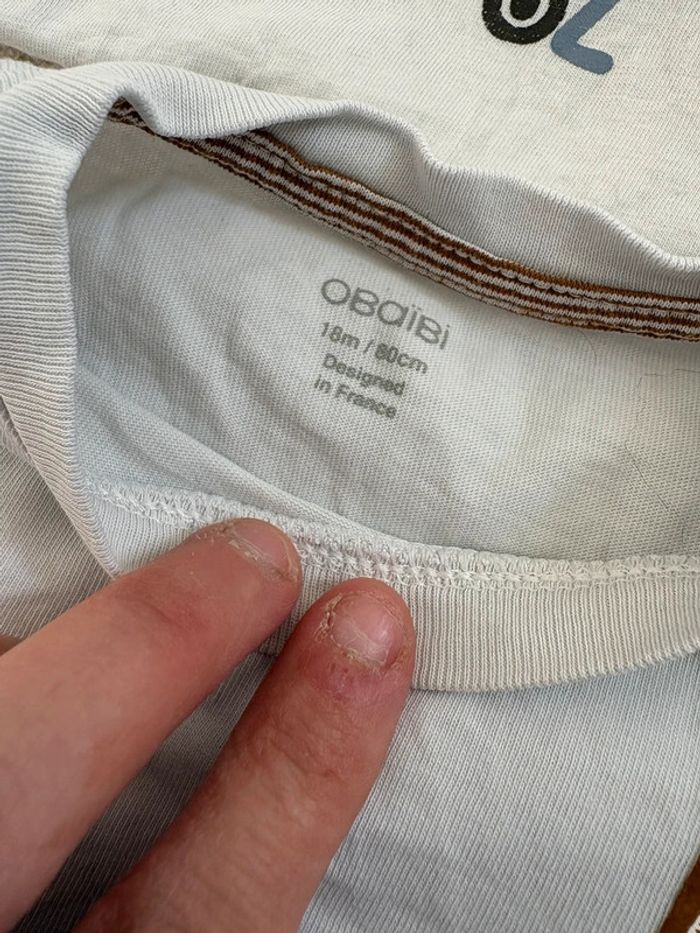 OBaïBi
18m / 80cm
Designed
in France